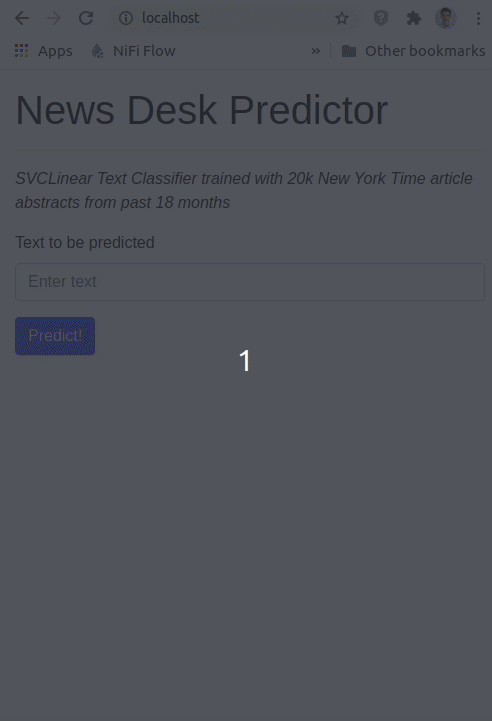 localhost
Apps NiFi Flow » Other bookmarks
News Desk Predictor
SVCLinear Text Classifier trained with 20k New York Time article
abstracts from past 18 months
Text to be predicted
Enter text
Predict!
1